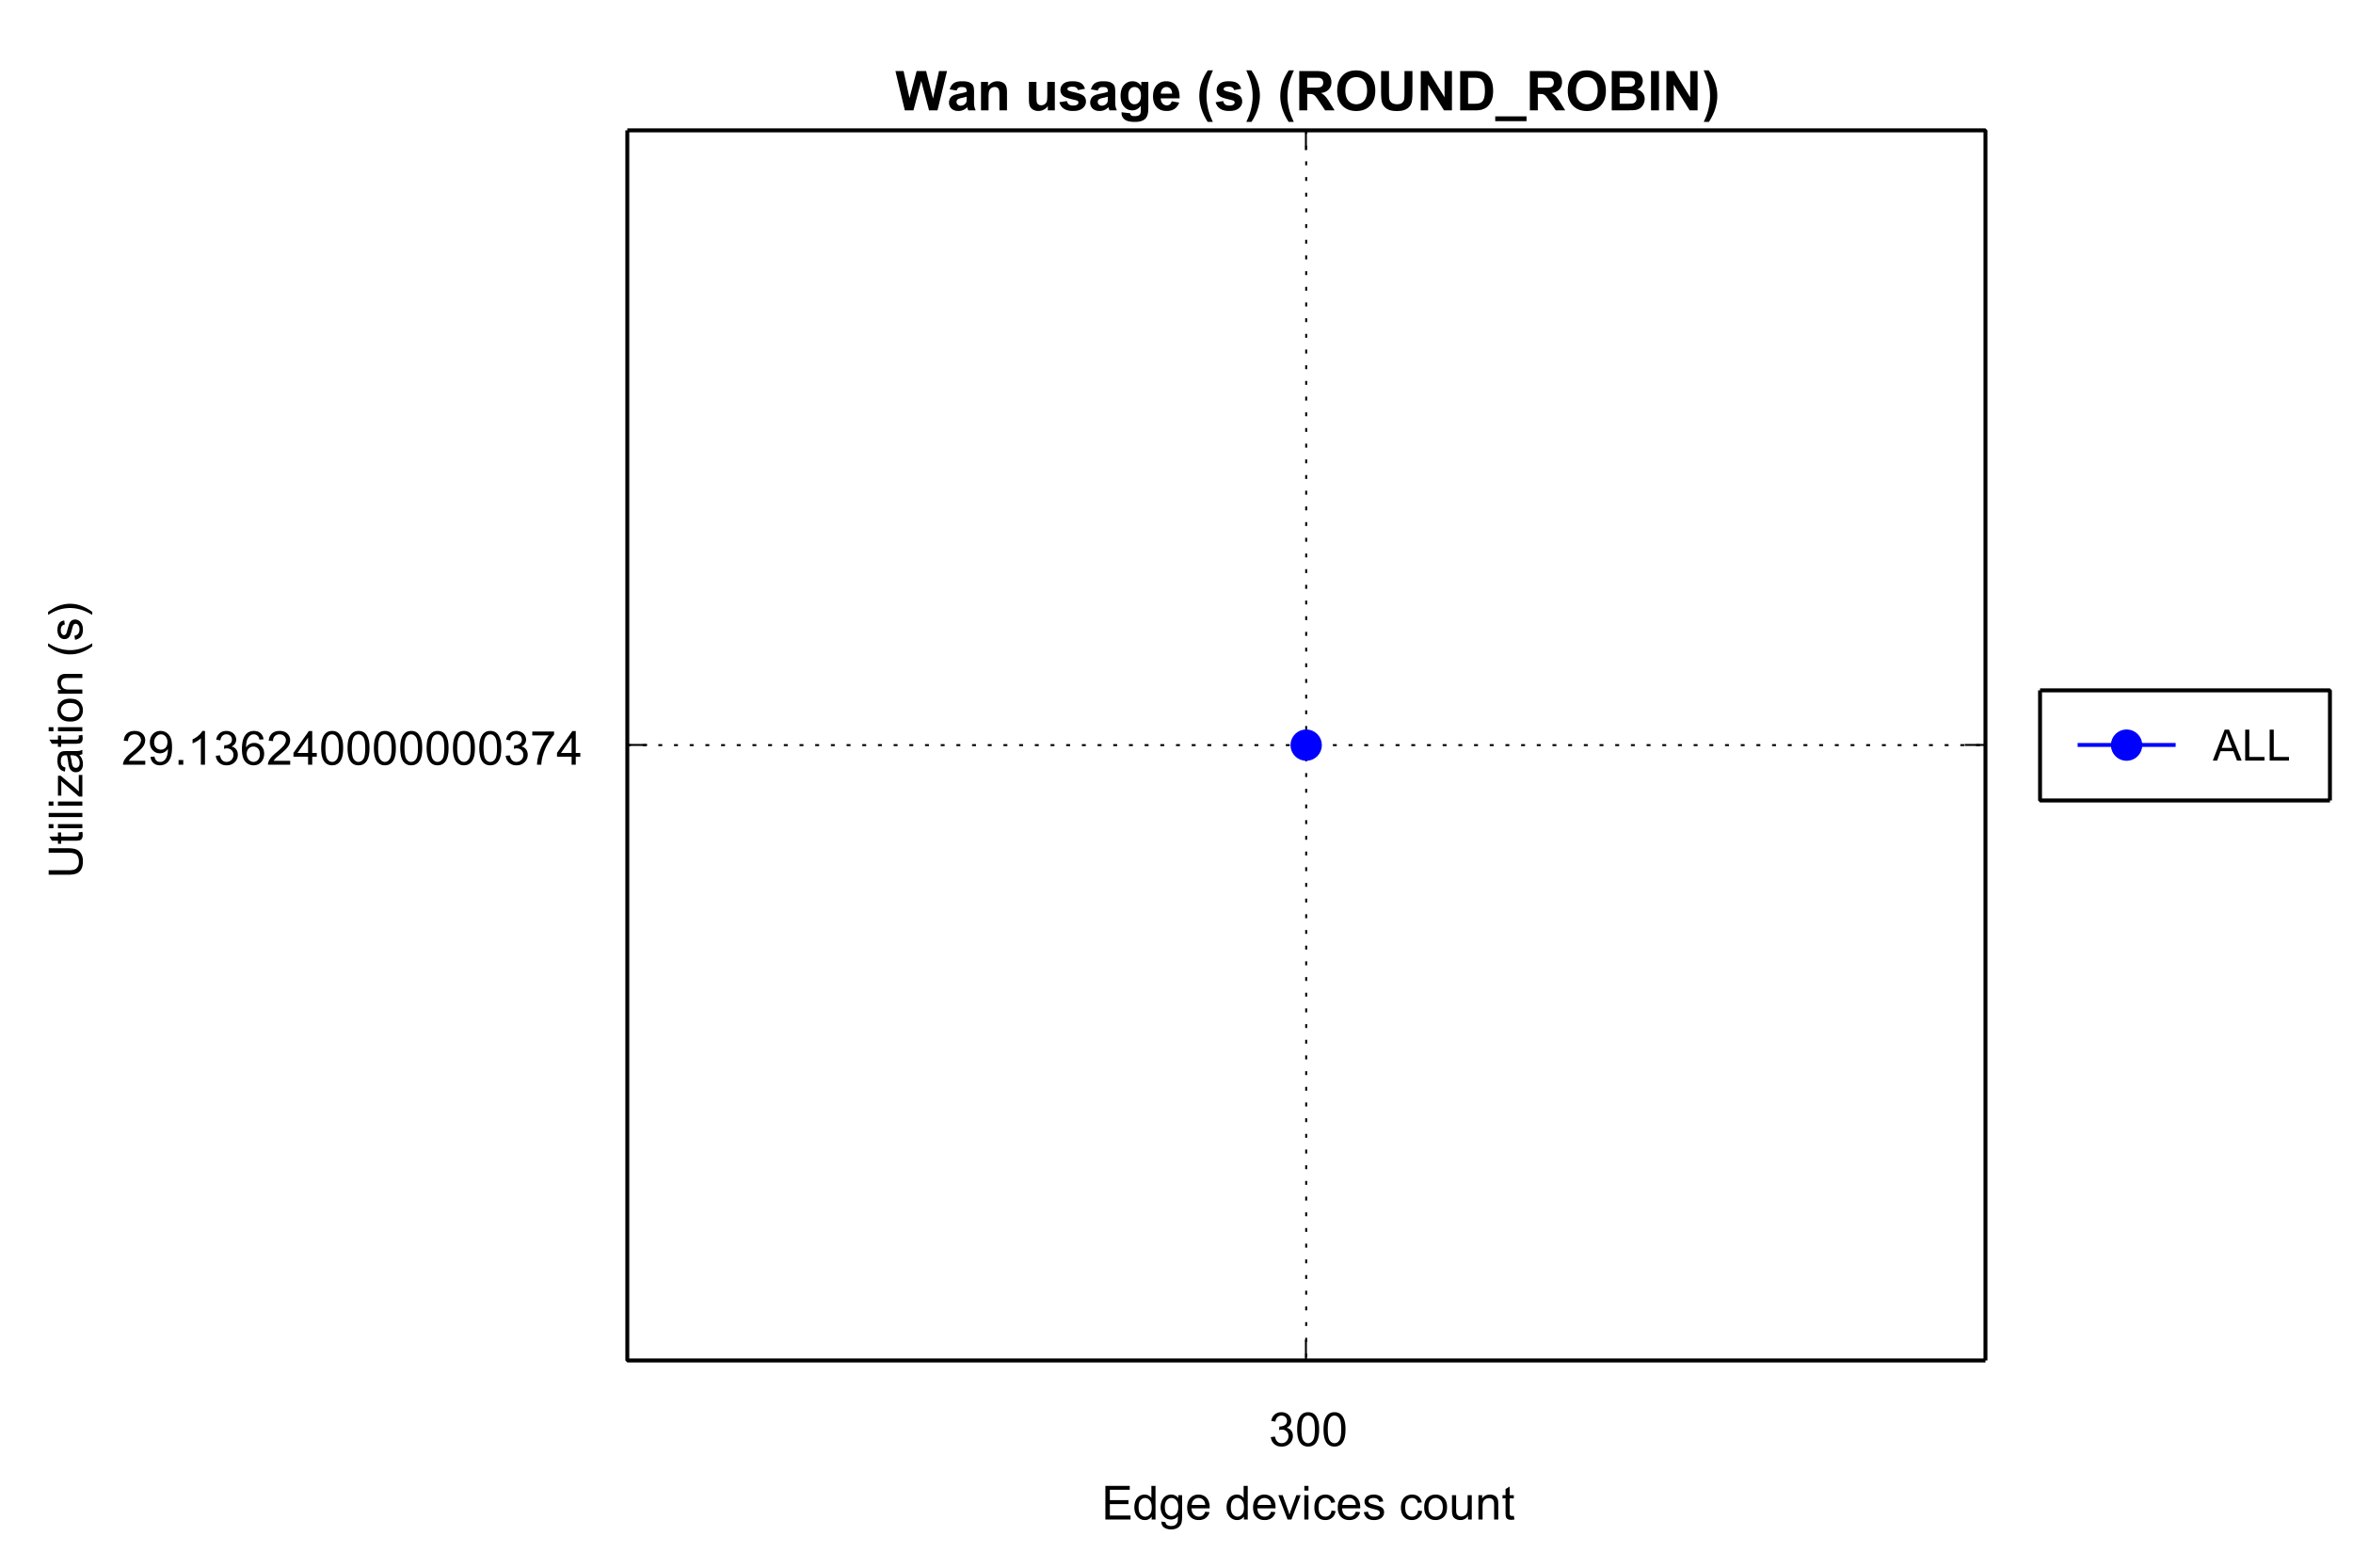 Wan usage (s) (ROUND_ROBIN)
Utilization (s)
29.136240000000374
ALL
300
Edge devices count